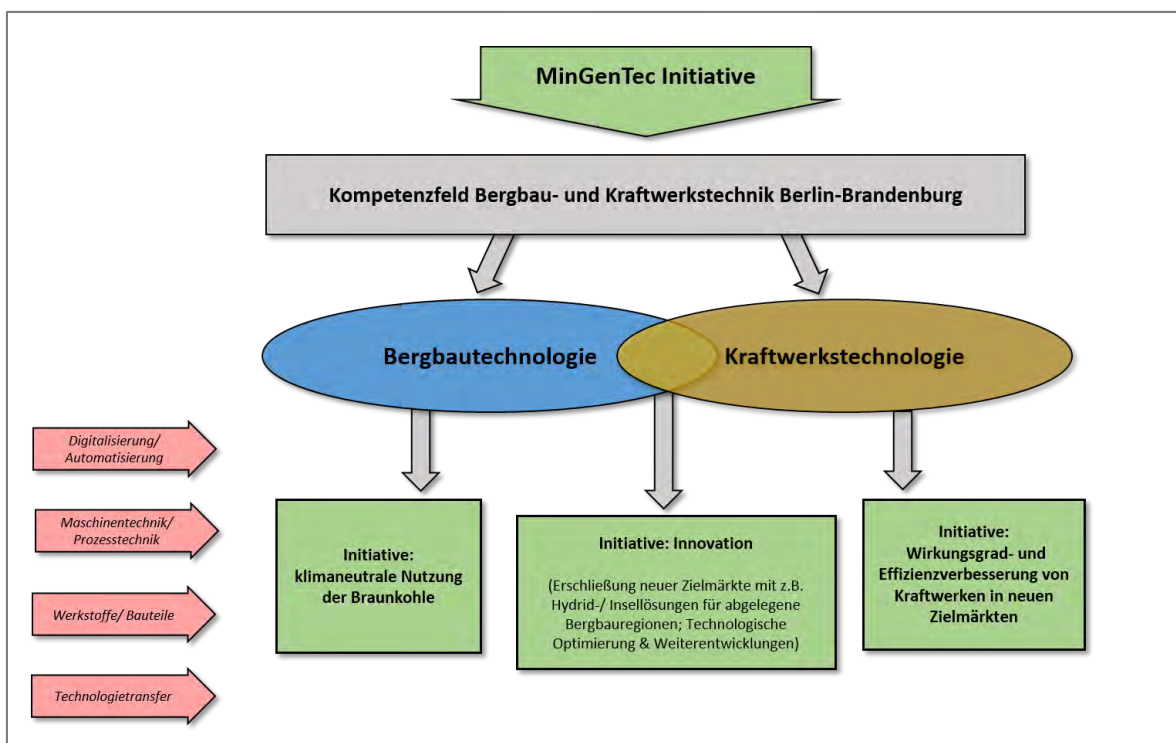 MinGenTec Initiative
Kompetenzfeld Bergbau- und Kraftwerkstechnik Berlin-Brandenburg
Bergbautechnologie
Kraftwerkstechnologie
Digitalisierung/
Automatisierung
Maschinentechnik/
Prozesstechnik
Werkstoffe/ Bauteile
Technologietransfer
Initiative:
klimaneutrale Nutzung
der Braunkohle
Initiative: Innovation
(Erschließung neuer Zielmärkte mit z.B.
Hydrid-/ Insellösungen für abgelegene
Bergbauregionen; Technologische
Optimierung & Weiterentwicklungen)
Initiative:
Wirkungsgrad- und
Effizienzverbesserung von
Kraftwerken in neuen
Zielmärkten